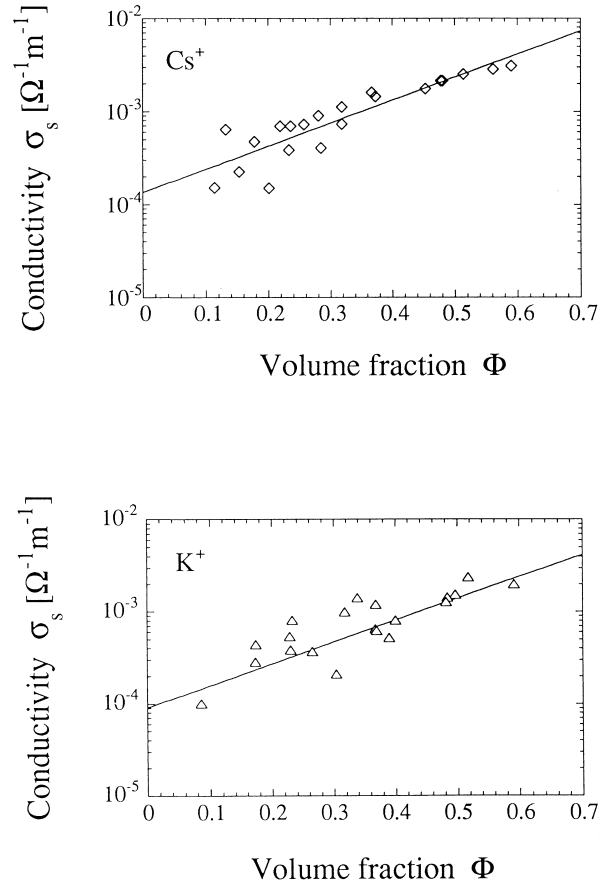 Conductivity σₛ [Ω⁻¹m⁻¹]
10⁻²
10⁻³
10⁻⁴
10⁻⁵
Cs⁺
0 0.1 0.2 0.3 0.4 0.5 0.6 0.7
Volume fraction Φ
Conductivity σₛ [Ω⁻¹m⁻¹]
10⁻²
10⁻³
10⁻⁴
10⁻⁵
K⁺
0 0.1 0.2 0.3 0.4 0.5 0.6 0.7
Volume fraction Φ